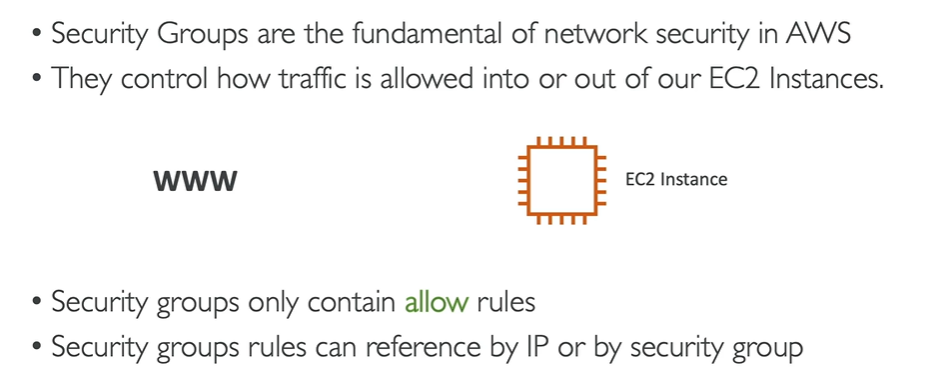 • Security Groups are the fundamental of network security in AWS
• They control how traffic is allowed into or out of our EC2 Instances.
WWW
EC2 Instance
• Security groups only contain allow rules
• Security groups rules can reference by IP or by security group